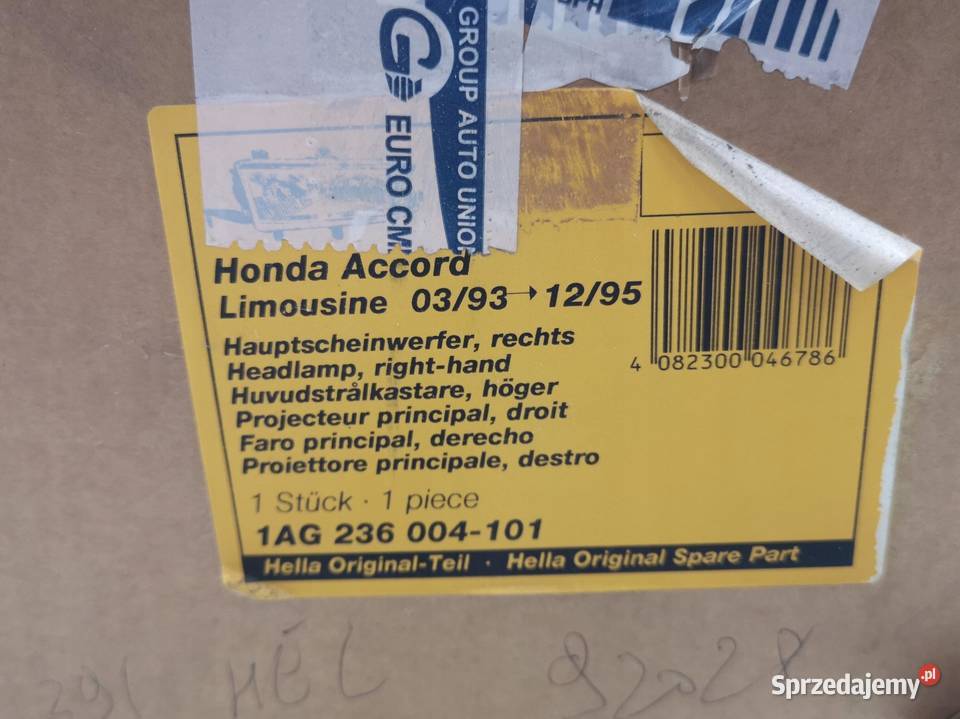 GROUP AUTO UNION
EURO CM
Honda Accord
Limousine 03/93→12/95
Hauptscheinwerfer, rechts
Headlamp, right-hand
Huvudstrålkastare, höger
Projecteur principal, droit
Faro principal, derecho
Proiettore principale, destro
1 Stück · 1 piece
1AG 236 004-101
Hella Original-Teil · Hella Original Spare Part
4 082300 046786
Sprzedajemy.pl